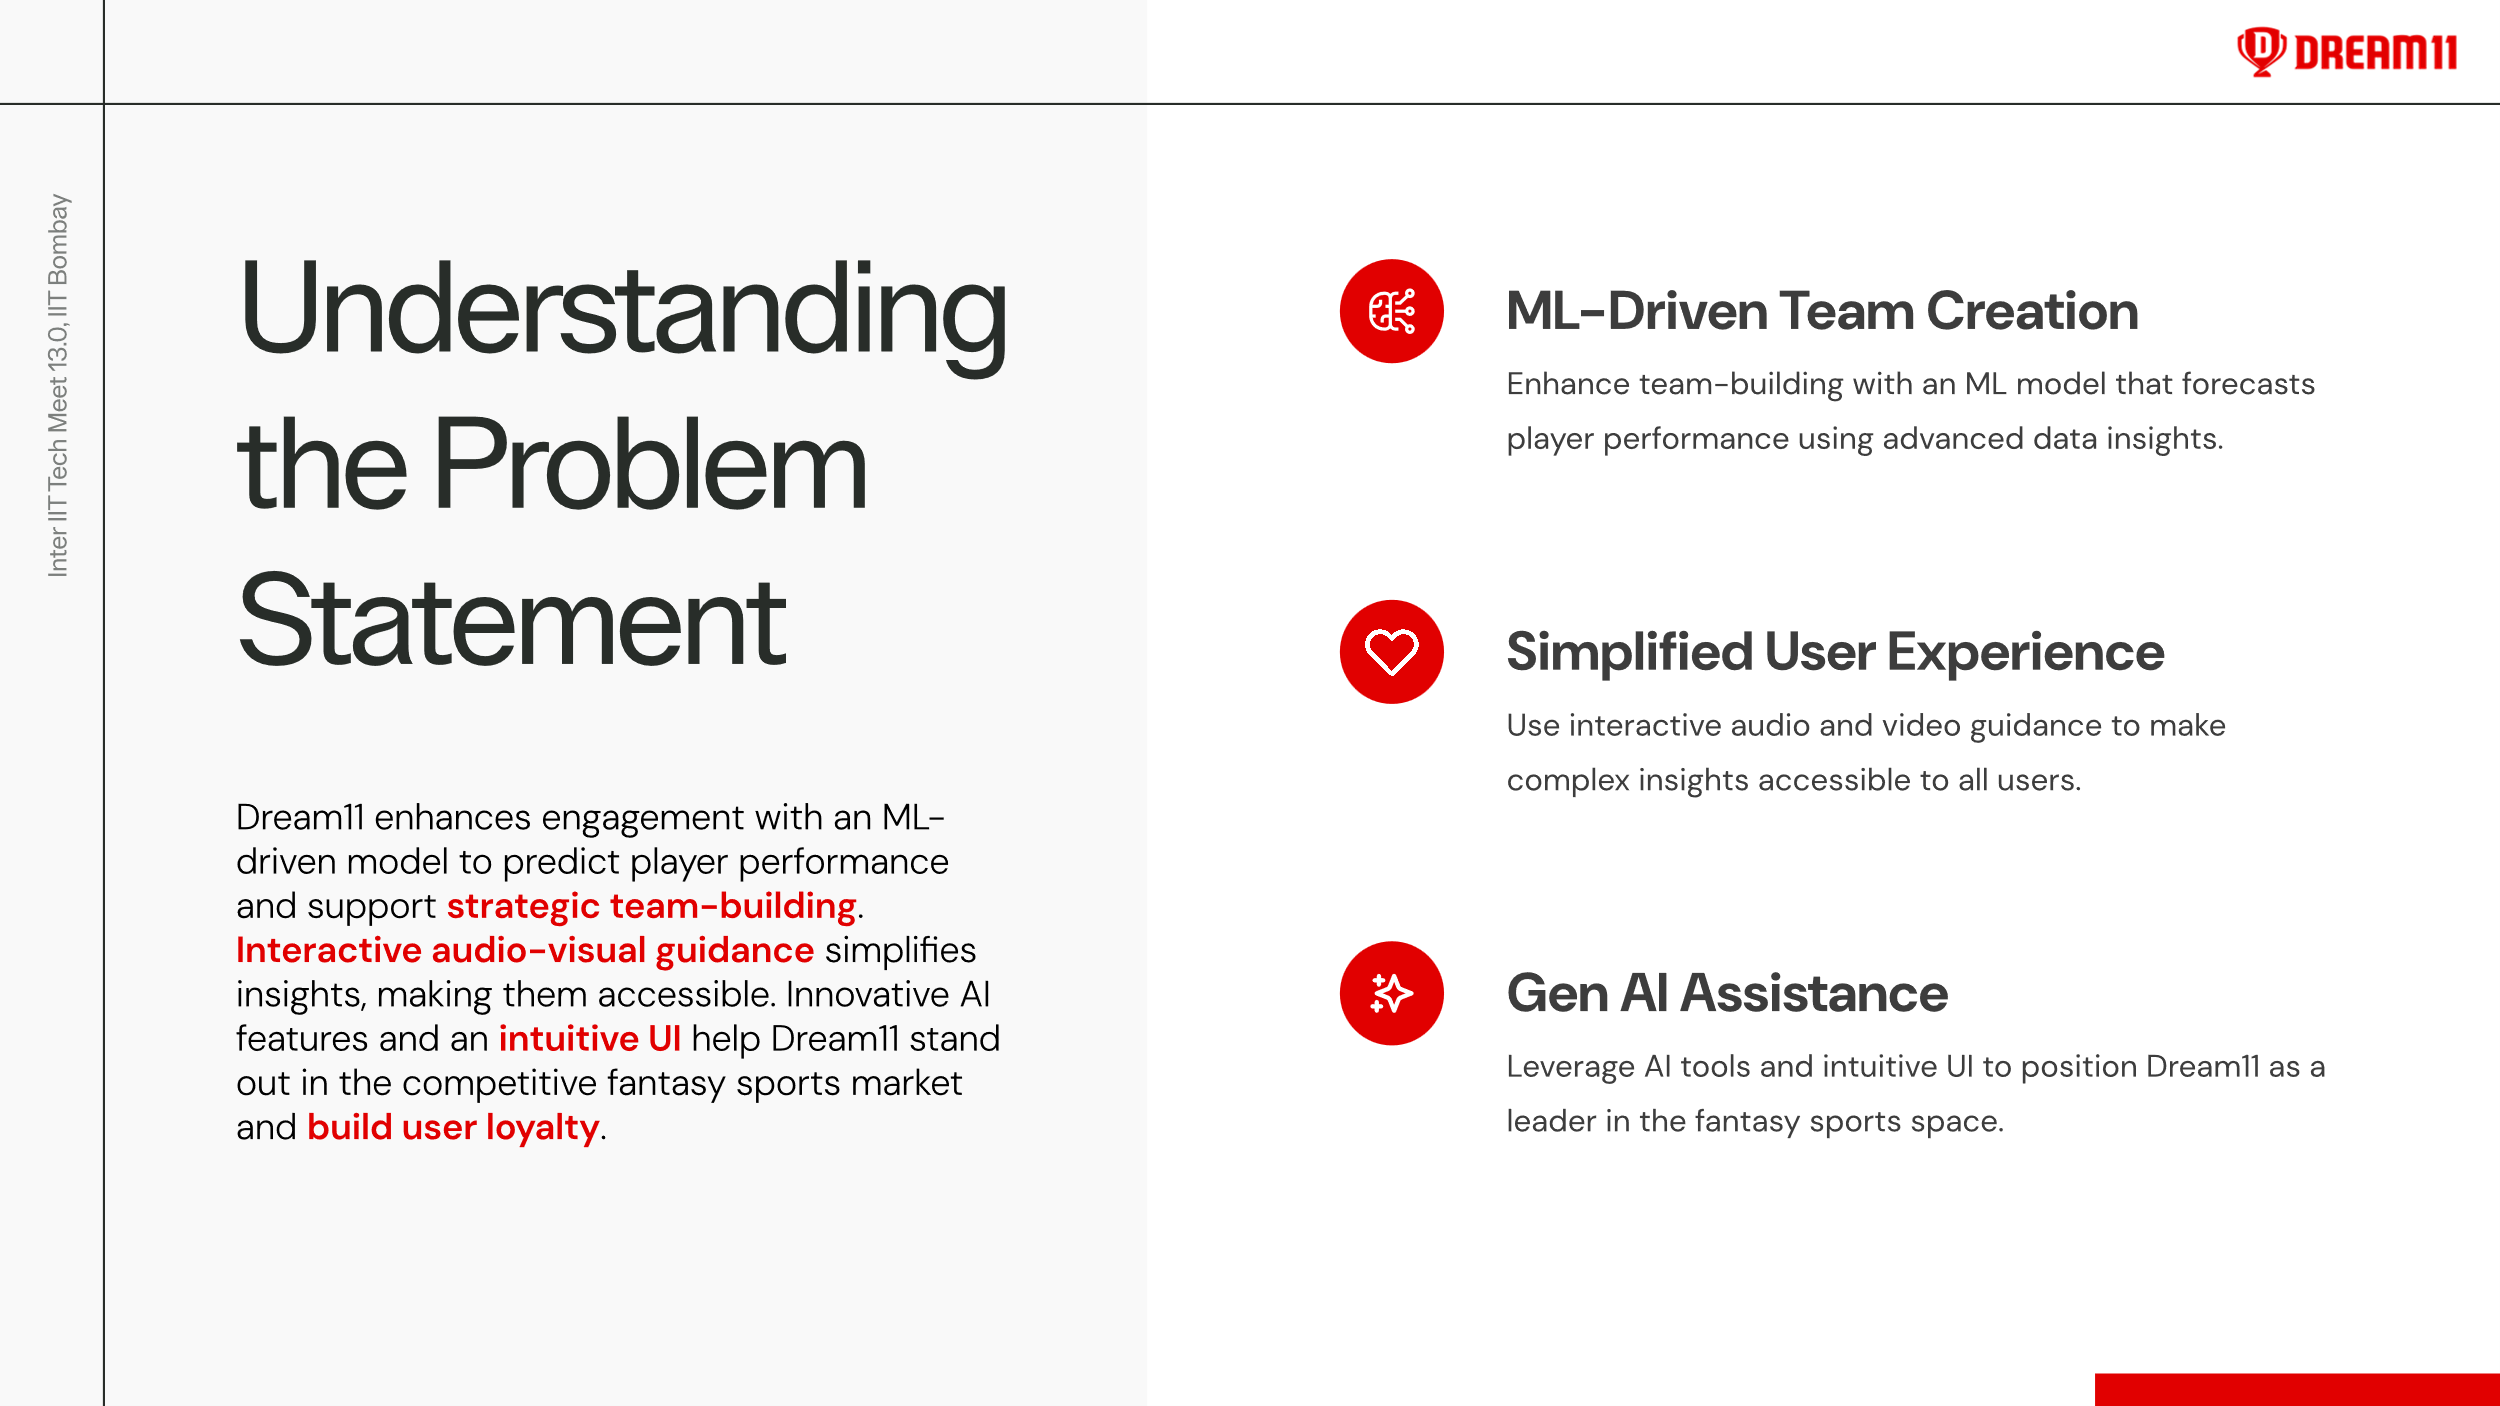 DREAM11
Inter IIT Tech Meet 13.0, IIT Bombay
Understanding
the Problem
Statement
Dream11 enhances engagement with an ML-
driven model to predict player performance
and support strategic team-building.
Interactive audio-visual guidance simplifies
insights, making them accessible. Innovative AI
features and an intuitive UI help Dream11 stand
out in the competitive fantasy sports market
and build user loyalty.
ML-Driven Team Creation
Enhance team-building with an ML model that forecasts
player performance using advanced data insights.
Simplified User Experience
Use interactive audio and video guidance to make
complex insights accessible to all users.
Gen AI Assistance
Leverage AI tools and intuitive UI to position Dream11 as a
leader in the fantasy sports space.